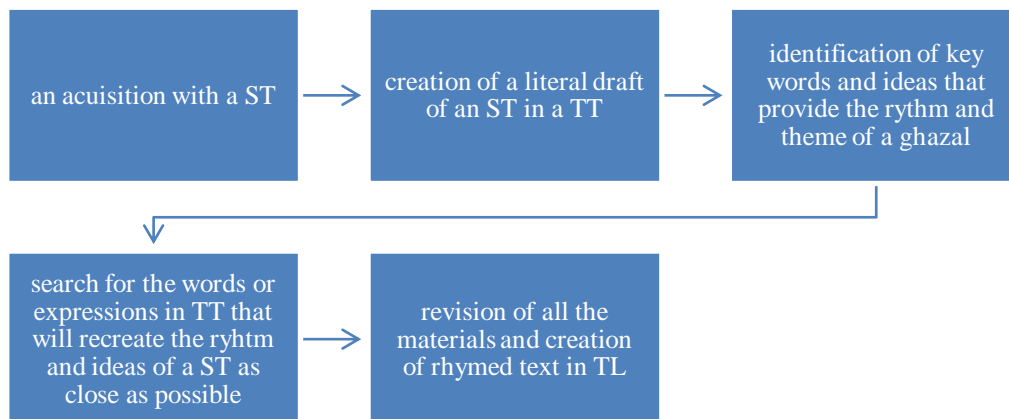 an acuisition with a ST
creation of a literal draft
of an ST in a TT
identification of key
words and ideas that
provide the rythm and
theme of a ghazal
search for the words or
expressions in TT that
will recreate the ryhtm
and ideas of a ST as
close as possible
revision of all the
materials and creation
of rhymed text in TL